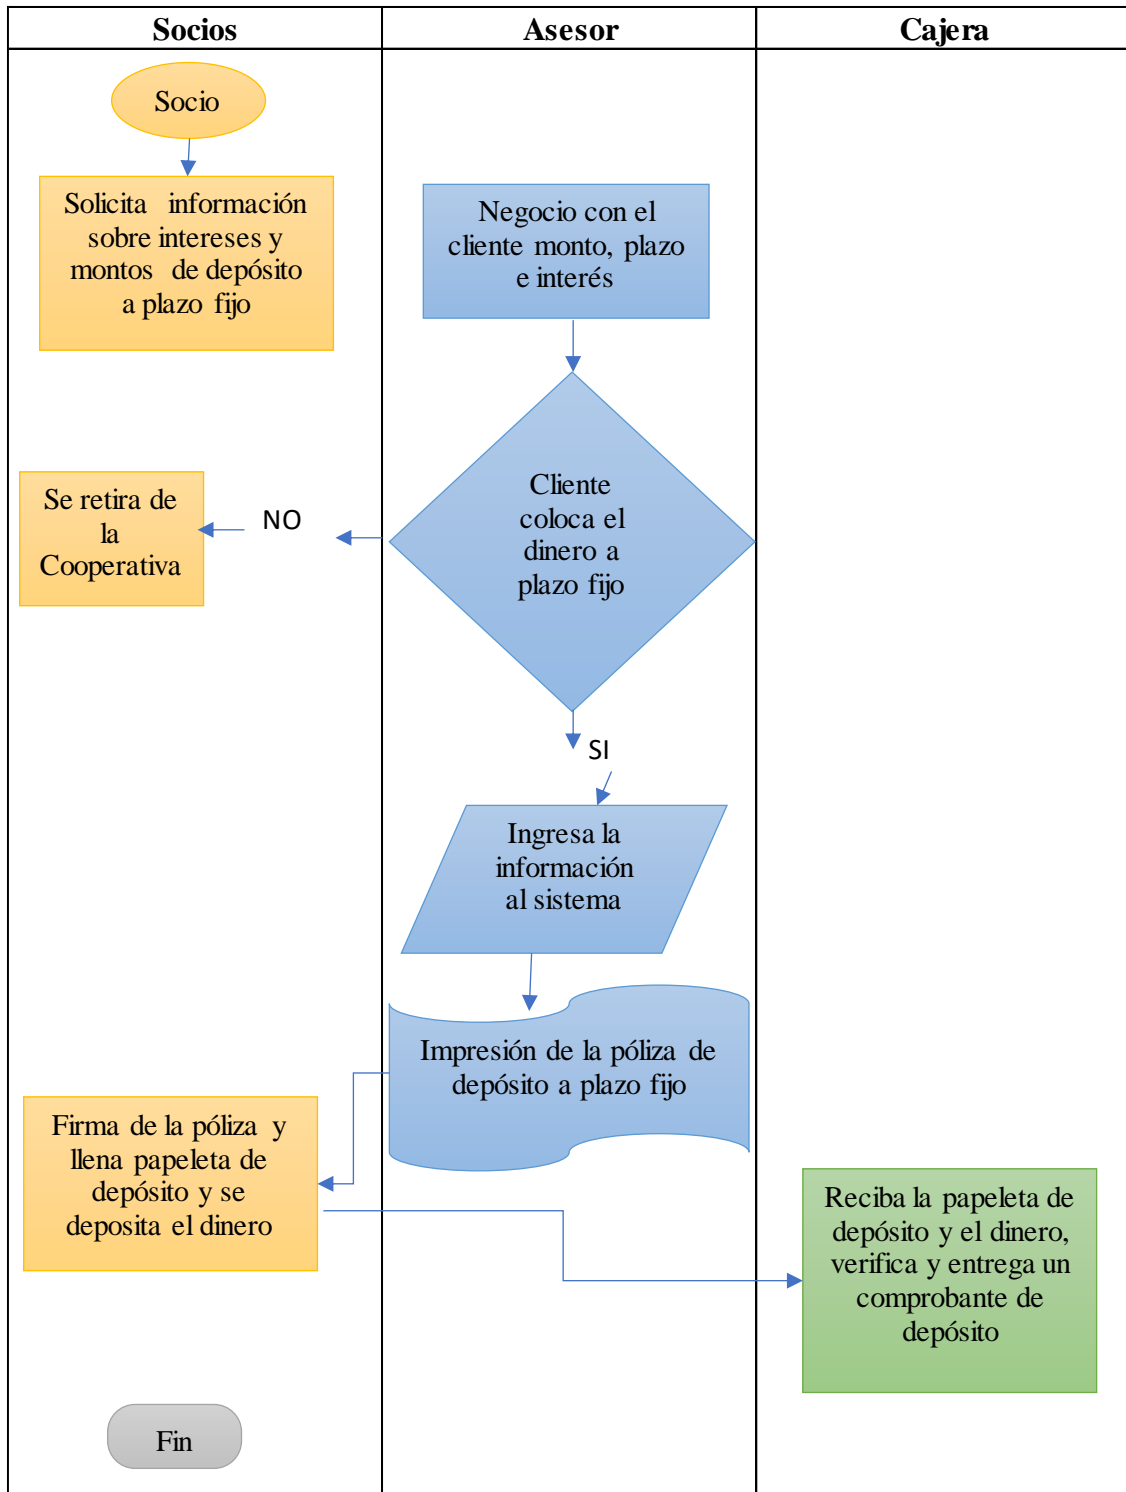 Socios
Asesor
Cajera
Socio
Solicita información
sobre intereses y
montos de depósito
a plazo fijo
Negocio con el
cliente monto, plazo
e interés
Cliente
coloca el
dinero a
plazo fijo
NO
Se retira de
la
Cooperativa
SI
Ingresa la
información
al sistema
Impresión de la póliza de
depósito a plazo fijo
Firma de la póliza y
llena papeleta de
depósito y se
deposita el dinero
Reciba la papeleta de
depósito y el dinero,
verifica y entrega un
comprobante de
depósito
Fin